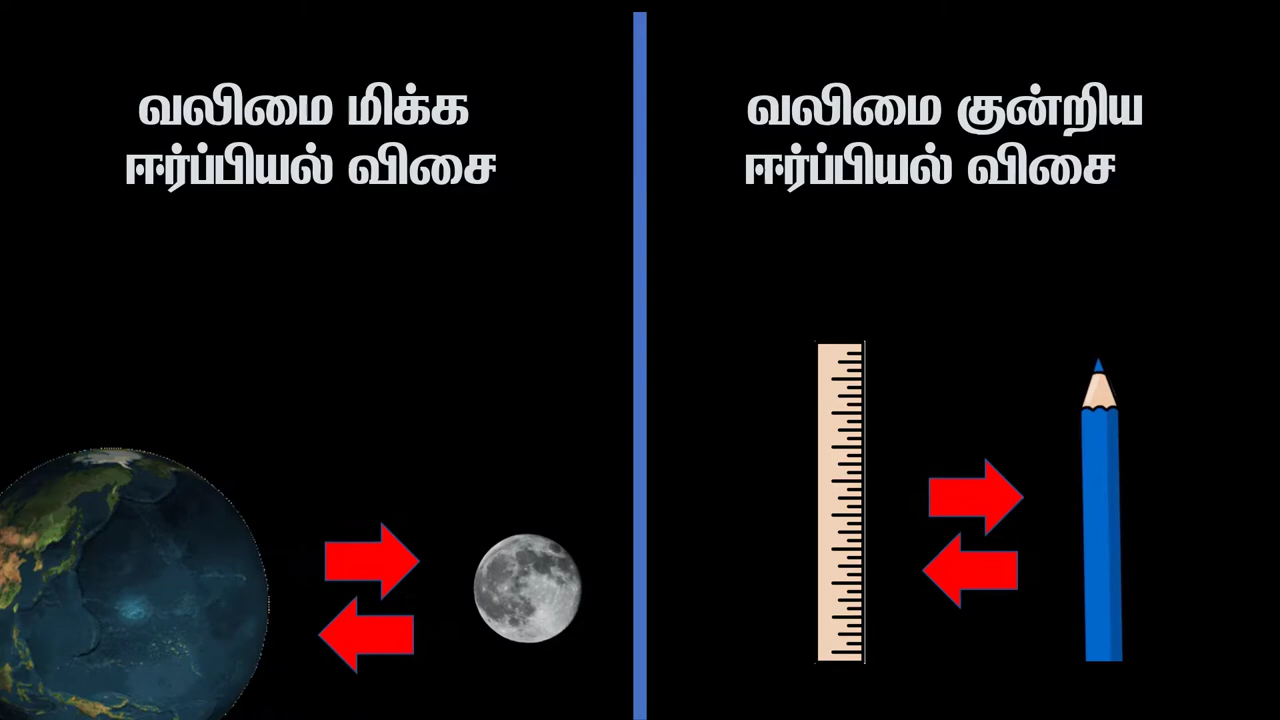 வலிமை மிக்க
ஈர்ப்பியல் விசை
வலிமை குன்றிய
ஈர்ப்பியல் விசை